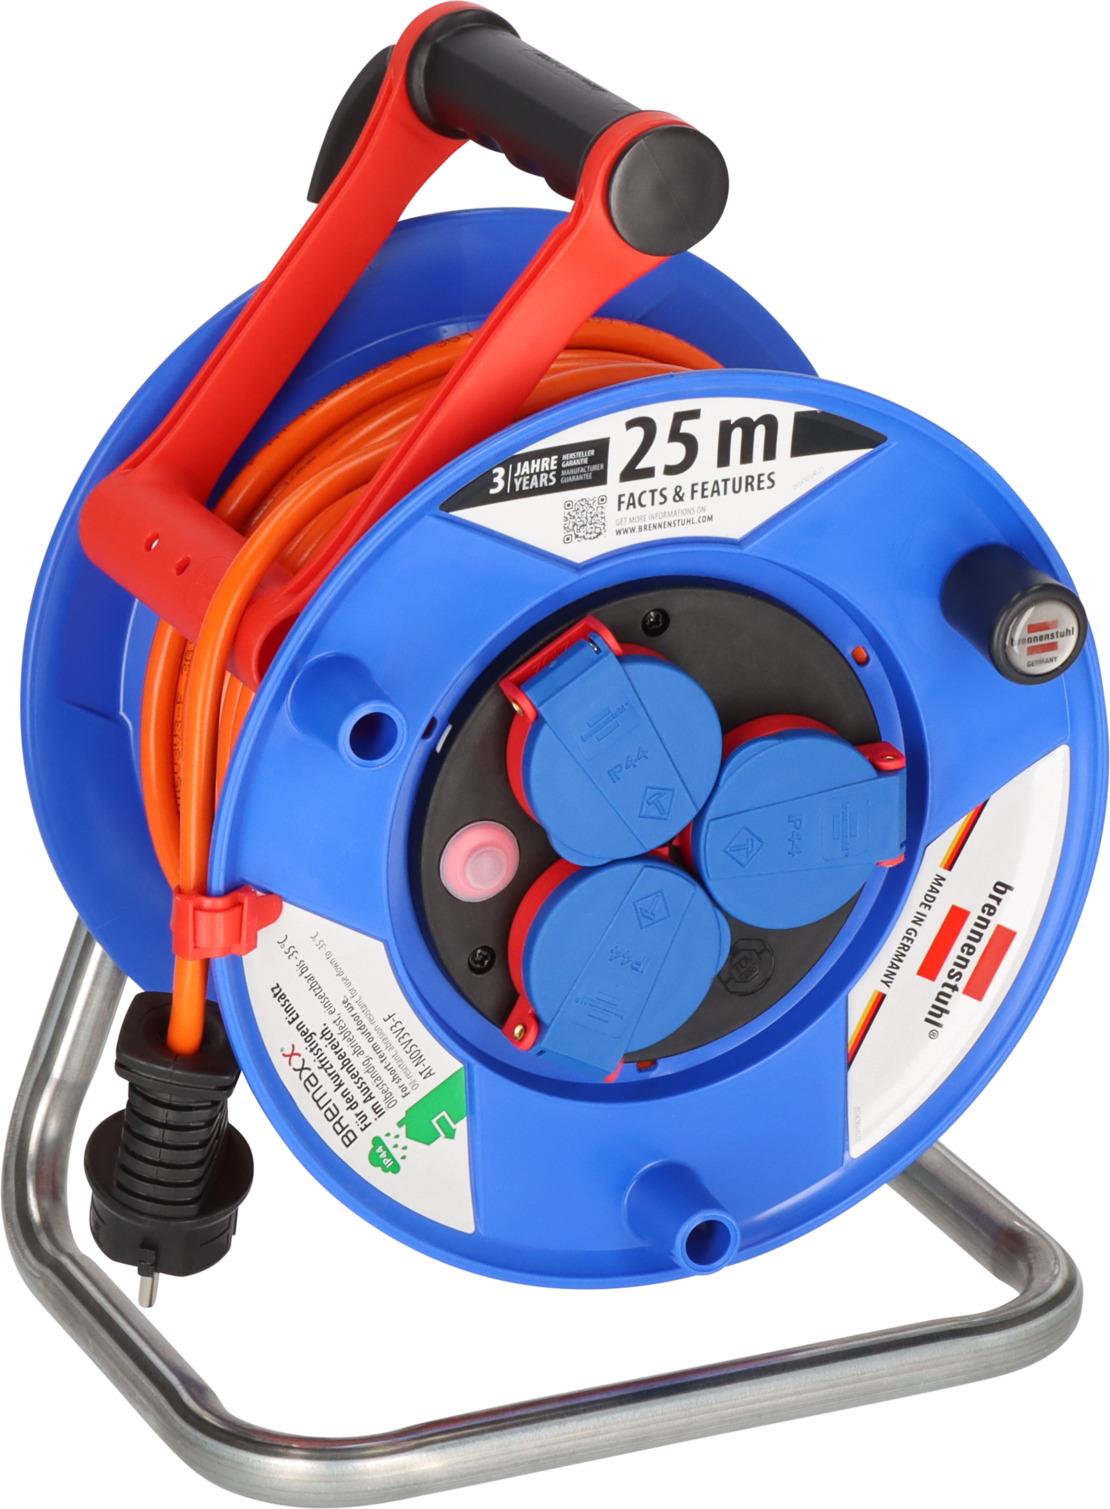 25 m
3 JAHRE
YEARS
HERSTELLER
GARANTIE
MANUFACTURER
GUARANTEE
FACTS & FEATURES
GET MORE INFORMATIONS ON
WWW.BRENNENSTUHL.COM
brennenstuhl
GERMANY
IP44
IP44
IP44
brennenstuhl®
MADE IN GERMANY
BREMAXX®
Für den kurzfristigen Einsatz
im Aussenbereich.
Ölbeständig, abriebfest, einsetzbar bis -35°C
For short-term outdoor use.
Oil-resistant, abrasion-resistant, for use down to -35°C
AT-N05V3V3-F
IP44